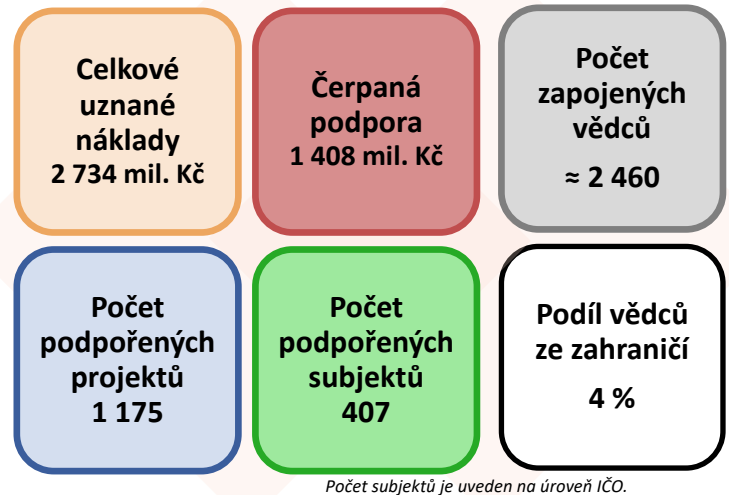 Celkové
uznané
náklady
2 734 mil. Kč
Čerpaná
podpora
1 408 mil. Kč
Počet
zapojených
vědců
≈ 2 460
Počet
podpořených
projektů
1 175
Počet
podpořených
subjektů
407
Podíl vědců
ze zahraničí
4 %
Počet subjektů je uveden na úroveň IČO.